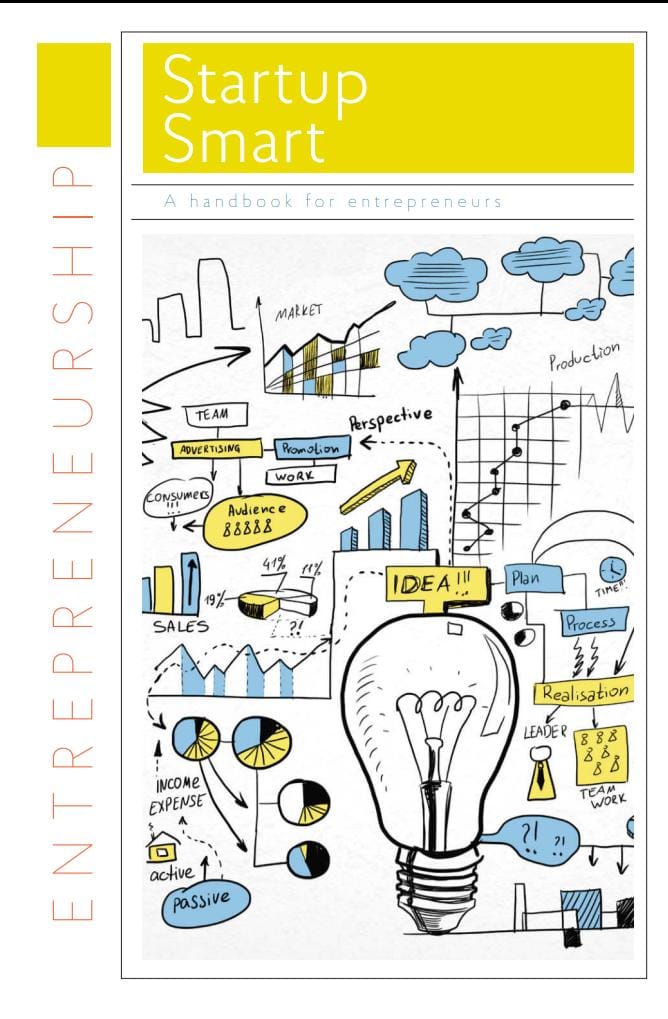 Startup
Smart
A handbook for entrepreneurs
ENTREPRENEURSHIP
MARKET
Production
TEAM
Perspective
ADVERTISING
Promotion
WORK
CONSUMERS
!!!
Audience
41%
11%
19%
?!
SALES
IDEA!!!
Plan
TIME!!!
Process
Realisation
LEADER
TEAM
WORK
INCOME
EXPENSE
?!
?!
active
passive